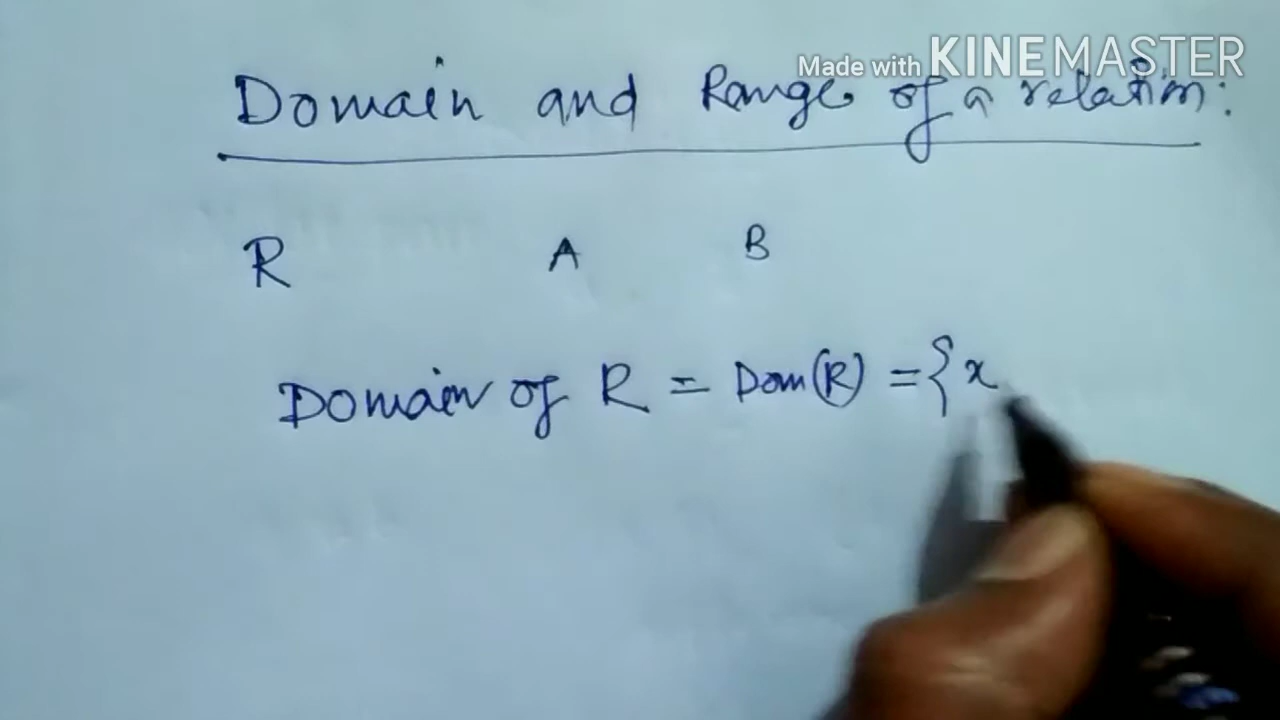 Made with KINEMASTER
Domain and Range of a relation:
R A B
Domain of R = Dom(R) = {x